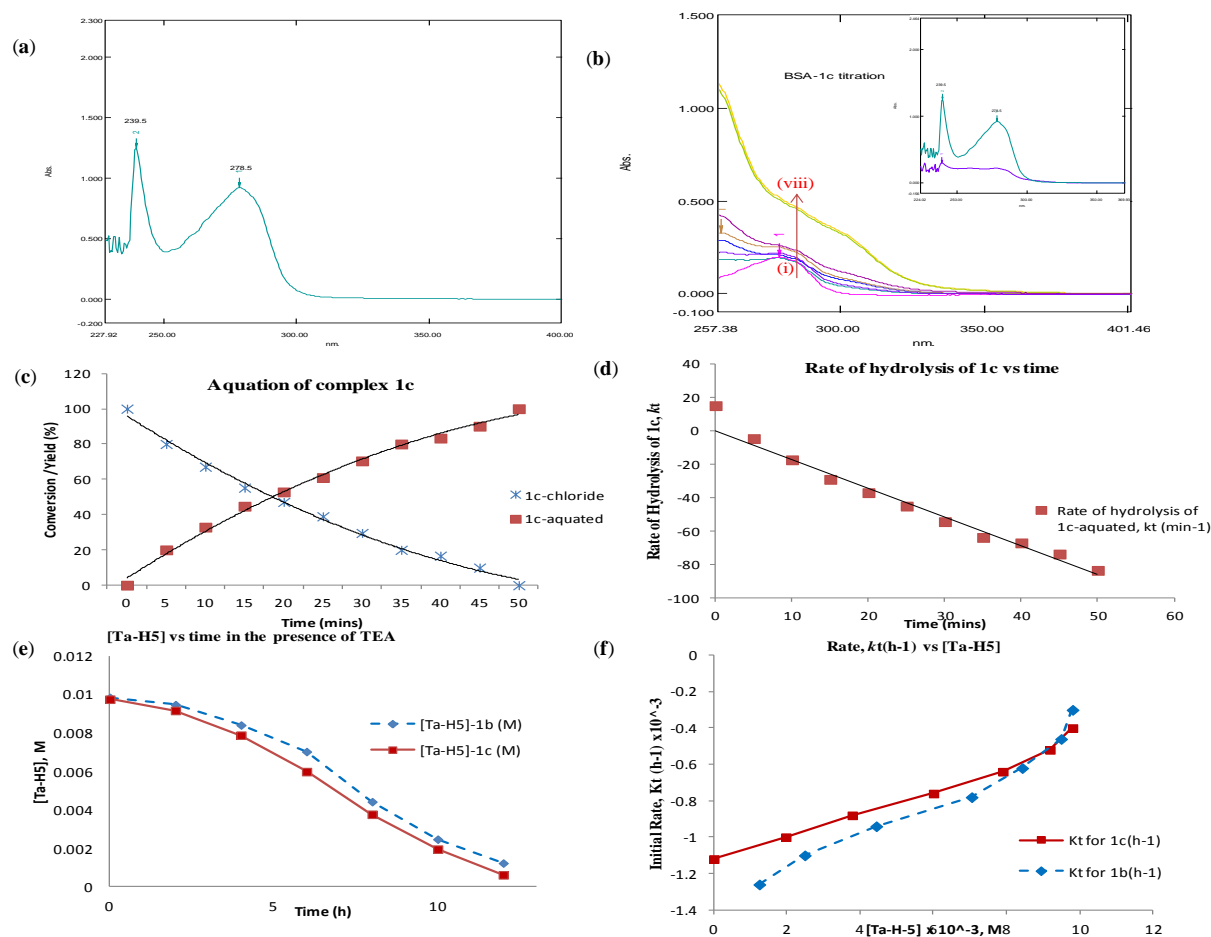 (a)
2.300
2.000
1.500
1.000
0.500
0.000
-0.200
Abs.
239.5
2
278.5
227.92 250.00 300.00 350.00 400.00
nm.
(b)
1.500
1.000
0.500
0.000
-0.100
Abs.
BSA-1c titration
(viii)
(i)
257.38 300.00 350.00 401.46
nm.
239.5
278.5
Abs.
nm.
(c)
Aquation of complex 1c
Conversion /Yield (%)
120
100
80
60
40
20
0
1c-chloride
1c-aquated
0 5 10 15 20 25 30 35 40 45 50
Time (mins)
(d)
Rate of hydrolysis of 1c vs time
Rate of Hydrolysis of 1c, kt
40
20
0
-20
-40
-60
-80
-100
Rate of hydrolysis of
1c-aquated, kt (min-1)
0 10 20 30 40 50 60
Time (mins)
(e)
[Ta-H5] vs time in the presence of TEA
[Ta-H5], M
0.012
0.01
0.008
0.006
0.004
0.002
0
[Ta-H5]-1b (M)
[Ta-H5]-1c (M)
0 5 10
Time (h)
(f)
Rate, kt(h-1) vs [Ta-H5]
Initial Rate, Kt (h-1) x10^-3
0
-0.2
-0.4
-0.6
-0.8
-1
-1.2
-1.4
Kt for 1c(h-1)
Kt for 1b(h-1)
0 2 4 6 8 10 12
[Ta-H-5] x 10^-3, M